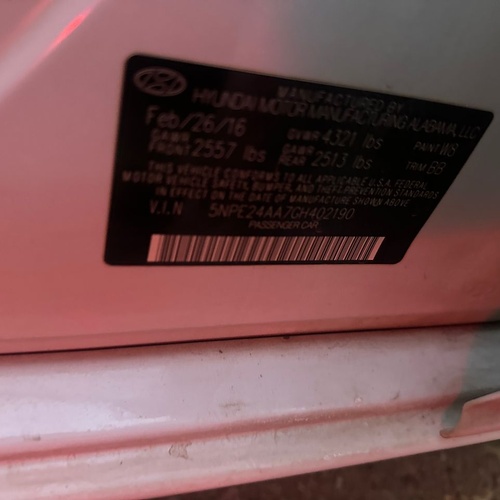 MANUFACTURED BY
HYUNDAI MOTOR MANUFACTURING ALABAMA, LLC
Feb/26/16 GVWR 4321 lbs PAINT W8
GAWR FRONT 2557 lbs GAWR REAR 2513 lbs TRIM BB
THIS VEHICLE CONFORMS TO ALL APPLICABLE U.S.A. FEDERAL
MOTOR VEHICLE SAFETY, BUMPER, AND THEFT PREVENTION STANDARDS
IN EFFECT ON THE DATE OF MANUFACTURE SHOWN ABOVE
V.I.N 5NPE24AA7GH402190
PASSENGER CAR